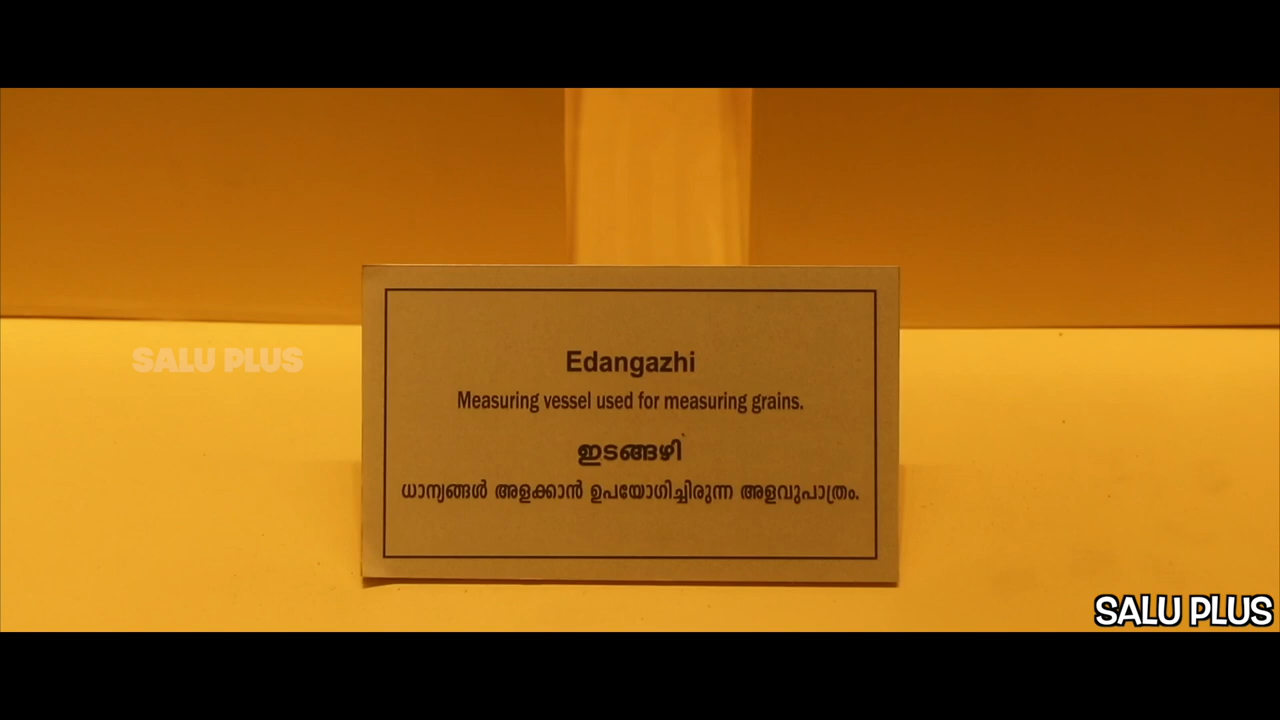 SALU PLUS
Edangazhi
Measuring vessel used for measuring grains.
ഇടങ്ങഴി
ധാന്യങ്ങൾ അളക്കാൻ ഉപയോഗിച്ചിരുന്ന അളവുപാത്രം.
SALU PLUS